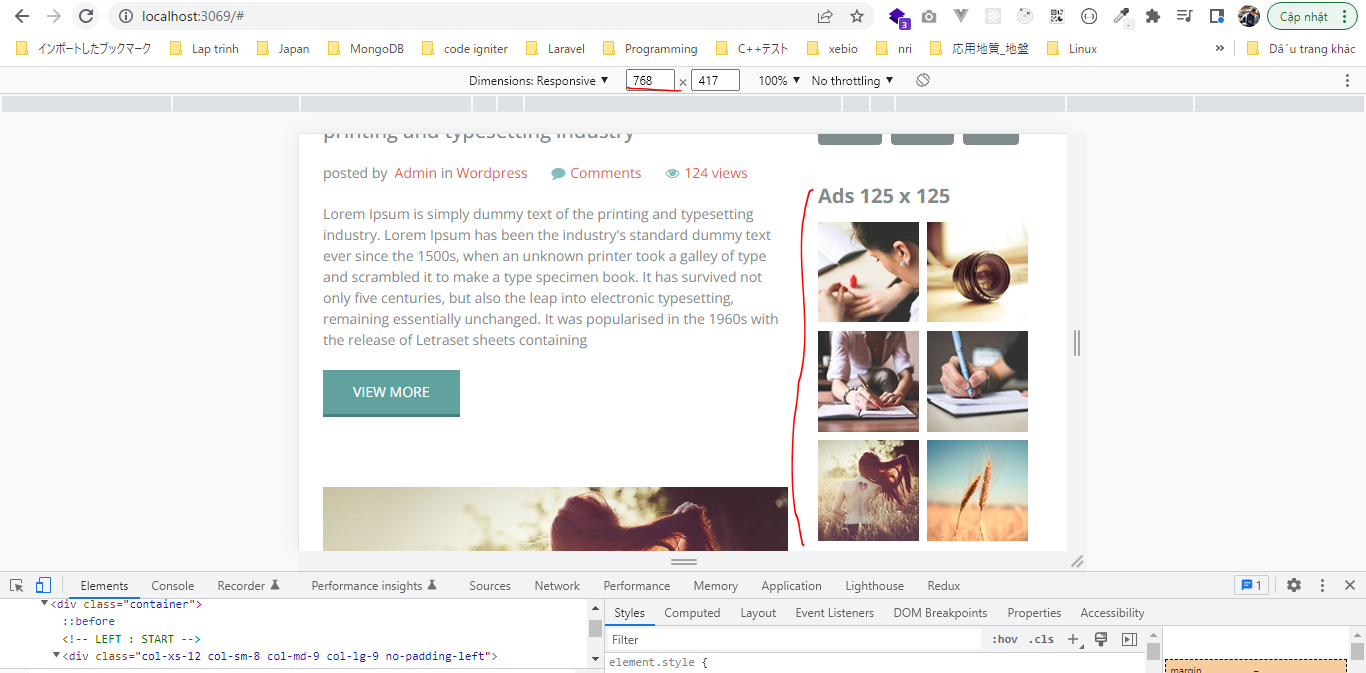 localhost:3069/#
3
Cập nhật
インポートしたブックマーク Lap trinh Japan MongoDB code igniter Laravel Programming C++テスト xebio nri 応用地質_地盤 Linux » Dấu trang khác
Dimensions: Responsive ▼ 768 × 417 100% ▼ No throttling ▼
printing and typesetting industry
posted by Admin in Wordpress Comments 124 views
Lorem Ipsum is simply dummy text of the printing and typesetting
industry. Lorem Ipsum has been the industry's standard dummy text
ever since the 1500s, when an unknown printer took a galley of type
and scrambled it to make a type specimen book. It has survived not
only five centuries, but also the leap into electronic typesetting,
remaining essentially unchanged. It was popularised in the 1960s with
the release of Letraset sheets containing
VIEW MORE
Ads 125 x 125
Elements Console Recorder Performance insights Sources Network Performance Memory Application Lighthouse Redux 1
<div class="container">
::before
<!-- LEFT : START -->
<div class="col-xs-12 col-sm-8 col-md-9 col-lg-9 no-padding-left">
Styles Computed Layout Event Listeners DOM Breakpoints Properties Accessibility
Filter :hov .cls +
element.style {
margin –